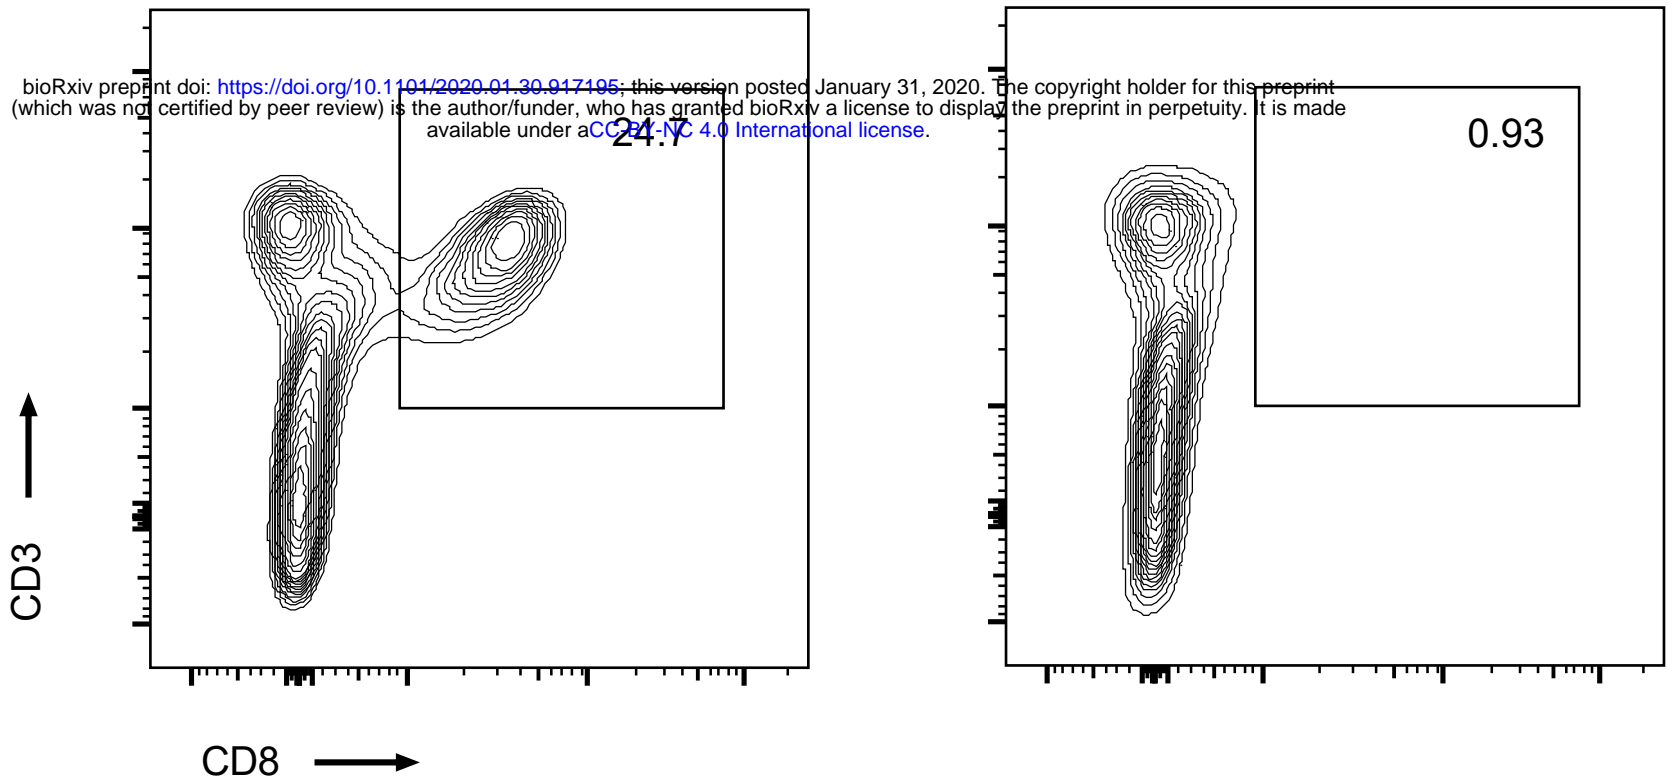 bioRxiv preprint doi: https://doi.org/10.1101/2020.01.30.917195; this version posted January 31, 2020. The copyright holder for this preprint
(which was not certified by peer review) is the author/funder, who has granted bioRxiv a license to display the preprint in perpetuity. It is made
available under aCC-BY-NC 4.0 International license.
24.7
0.93
CD3
CD8